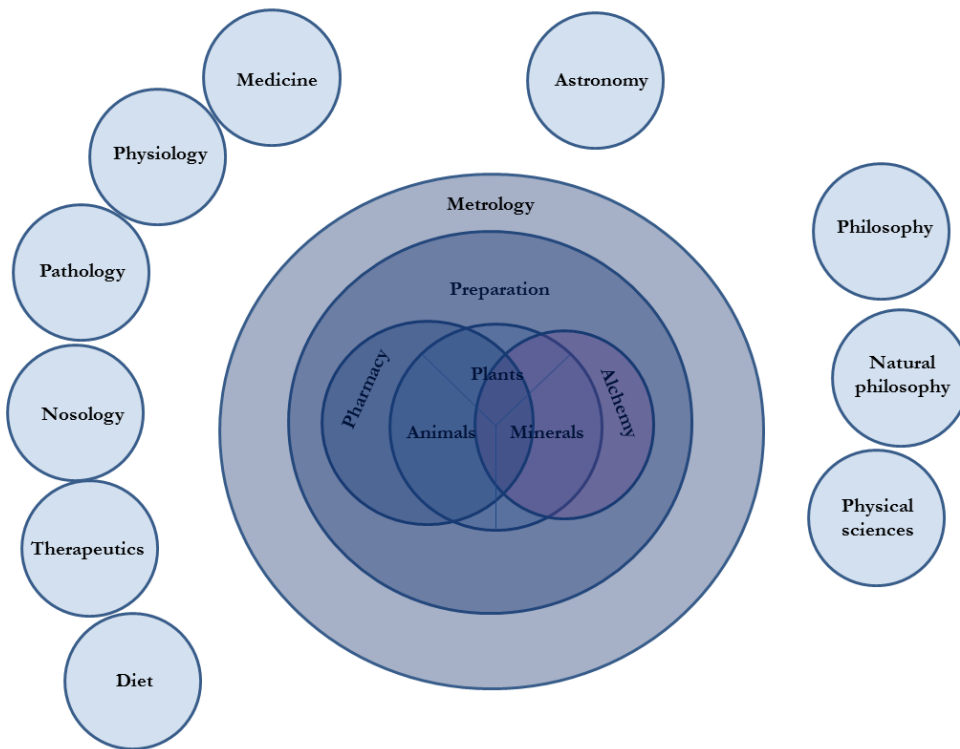 Medicine
Astronomy
Physiology
Metrology
Philosophy
Pathology
Preparation
Pharmacy
Plants
Alchemy
Natural
philosophy
Nosology
Animals
Minerals
Physical
sciences
Therapeutics
Diet